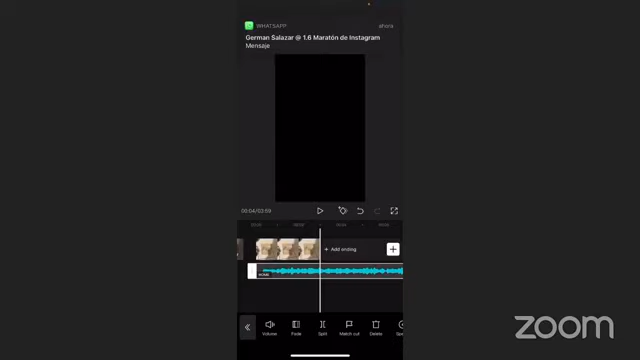 WHATSAPP
ahora
German Salazar @ 1.6 Maratón de Instagram
Mensaje
00:04/03:59
+ Add ending
+
Volume
Fade
Split
Match cut
Delete
zoom